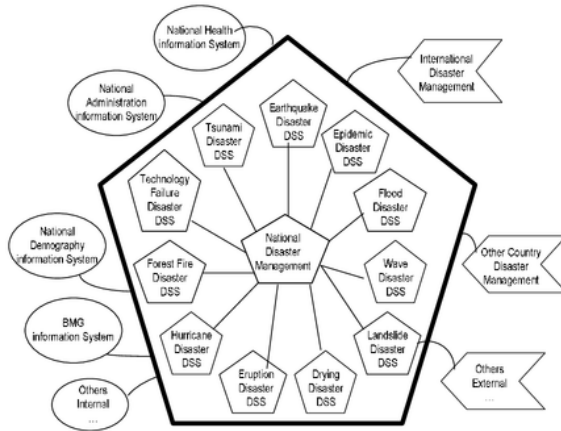 National Health
information System
National
Administration
information System
International
Disaster
Management
Earthquake
Disaster
DSS
Tsunami
Disaster
DSS
Epidemic
Disaster
DSS
Technology
Failure
Disaster
DSS
Flood
Disaster
DSS
National
Demography
information System
National
Disaster
Management
Forest Fire
Disaster
DSS
Wave
Disaster
DSS
Other Country
Disaster
Management
BMG
information System
Hurricane
Disaster
DSS
Landslide
Disaster
DSS
Eruption
Disaster
DSS
Drying
Disaster
DSS
Others
Internal
...
Others
External
...